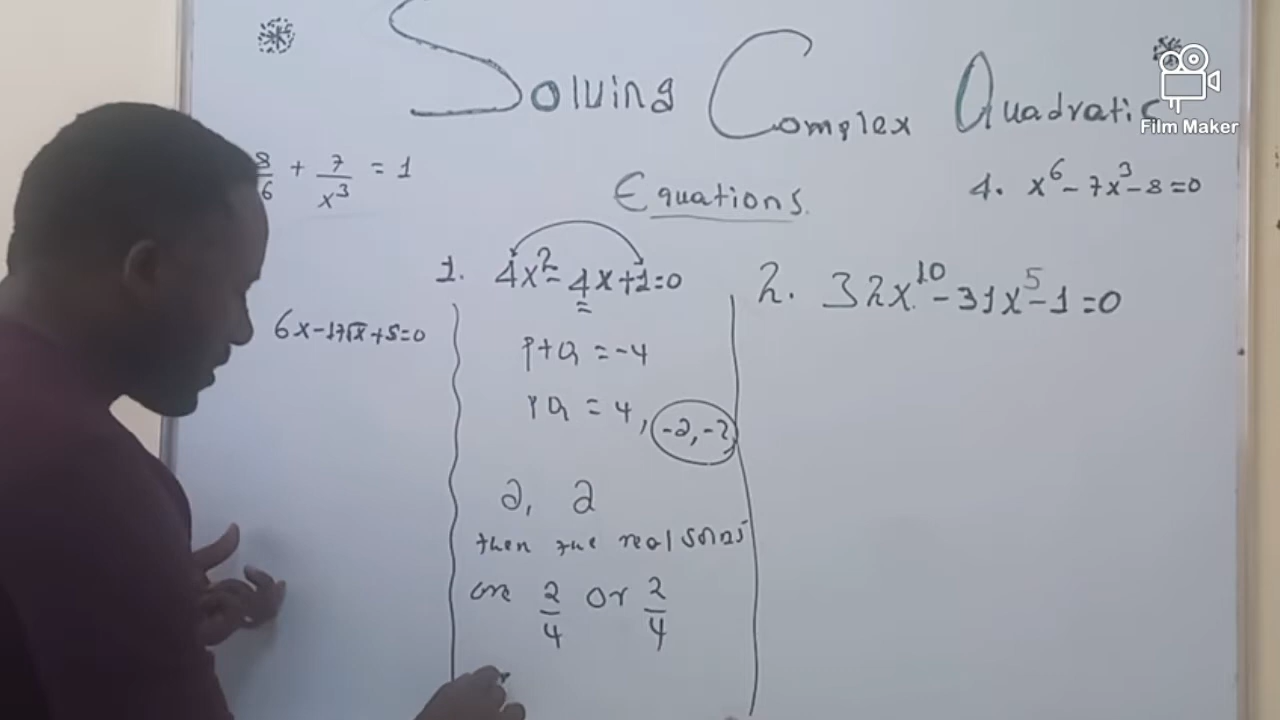 Solving Complex Quadratic
Equations.
Film Maker
8/6 + 7/x³ = 1
4. x⁶ - 7x³ - 8 = 0
1. 4x² - 4x + 1 = 0
2. 32x¹⁰ - 31x⁵ - 1 = 0
6x - 17√x + 5 = 0
P + Q = -4
PQ = 4, -2, -2
2, 2
then the real solns
are 2/4 or 2/4